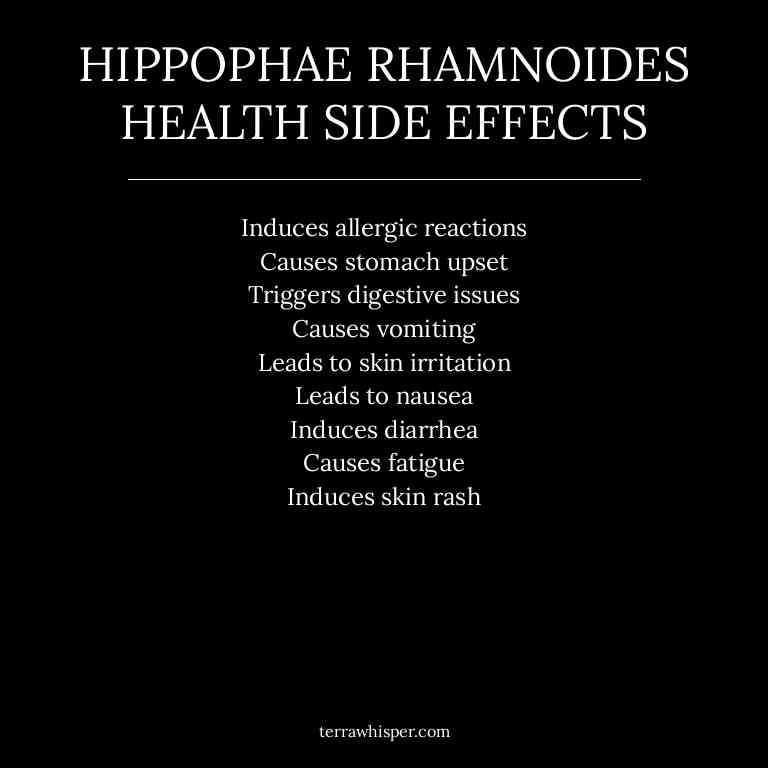 HIPPOPHAE RHAMNOIDES
HEALTH SIDE EFFECTS
Induces allergic reactions
Causes stomach upset
Triggers digestive issues
Causes vomiting
Leads to skin irritation
Leads to nausea
Induces diarrhea
Causes fatigue
Induces skin rash
terrawhisper.com